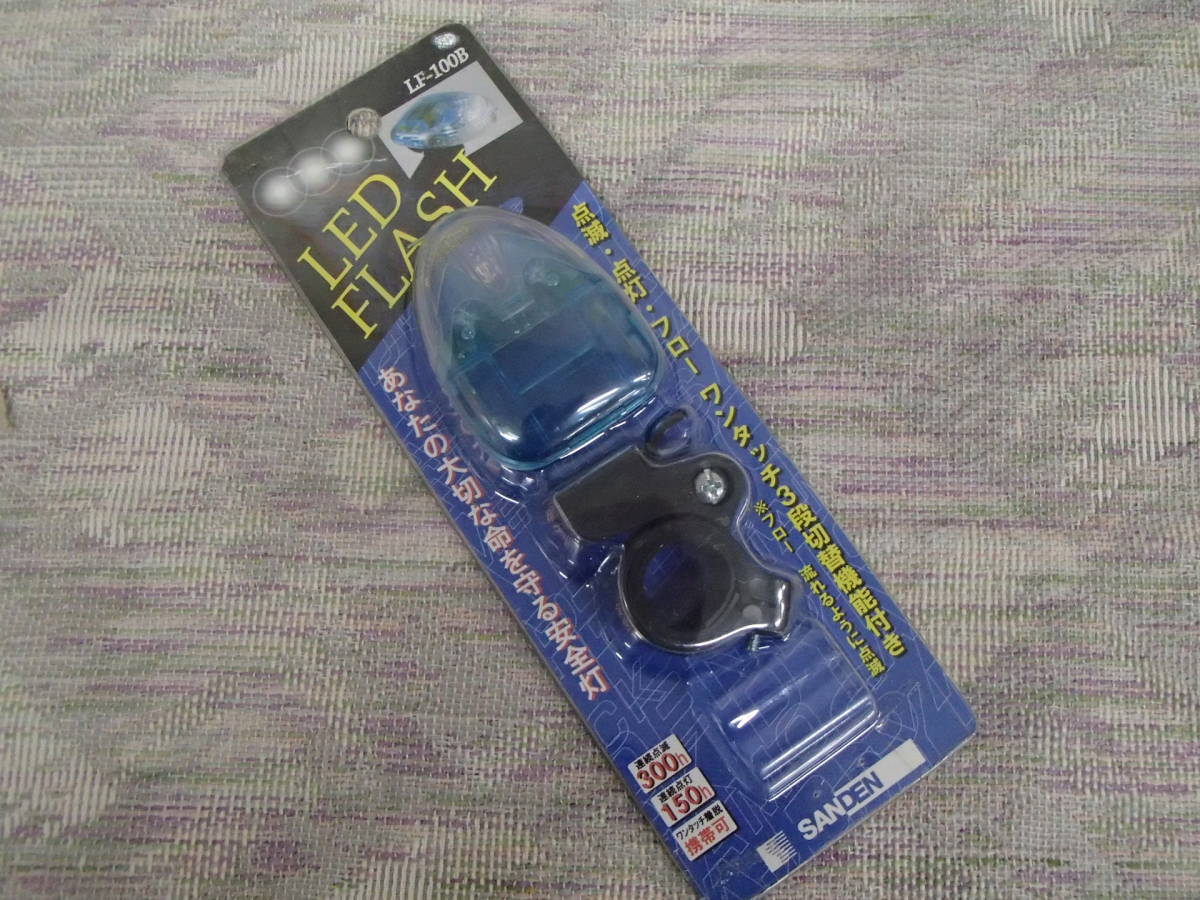 LF-100B
LED
FLASH
点滅・点灯・フロー ワンタッチ3段切替機能付き
※フロー 流れるように点滅
あなたの大切な命を守る安全灯
連続点滅
300h
連続点灯
150h
ワンタッチ着脱
携帯可
SANDEN